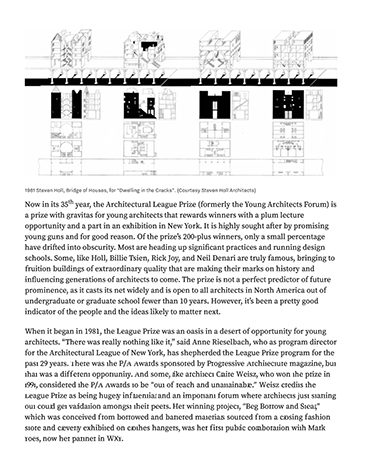 1981 Steven Holl, Bridge of Houses, for "Dwelling in the Cracks". (Courtesy Steven Holl Architects)
Now in its 35th year, the Architectural League Prize (formerly the Young Architects Forum) is
a prize with gravitas for young architects that rewards winners with a plum lecture
opportunity and a part in an exhibition in New York. It is highly sought after by promising
young guns and for good reason. Of the prize's 200-plus winners, only a small percentage
have drifted into obscurity. Most are heading up significant practices and running design
schools. Some, like Holl, Billie Tsien, Rick Joy, and Neil Denari are truly famous, bringing to
fruition buildings of extraordinary quality that are making their marks on history and
influencing generations of architects to come. The prize is not a perfect predictor of future
prominence, as it casts its net widely and is open to all architects in North America out of
undergraduate or graduate school fewer than 10 years. However, it's been a pretty good
indicator of the people and the ideas likely to matter next.
When it began in 1981, the League Prize was an oasis in a desert of opportunity for young
architects. "There was really nothing like it," said Anne Rieselbach, who as program director
for the Architectural League of New York, has shepherded the League Prize program for the
past 29 years. There was the P/A Awards sponsored by Progressive Architecture magazine, but
that was a different opportunity. And some, like architect Claire Weisz, who won the prize in
considered the P/A Awards to be "out of reach and unattainable." Weisz credits the
League Prize as being hugely influential and an important forum where architects just starting
out could get validation amongst their peers. Her winning project, "Beg Borrow and Steal,"
which was conceived from borrowed and bartered materials sourced from a closing fashion
store and exhibited on clothes hangers, was her first public collaboration with Mark
Yoes, now her partner in WXY.